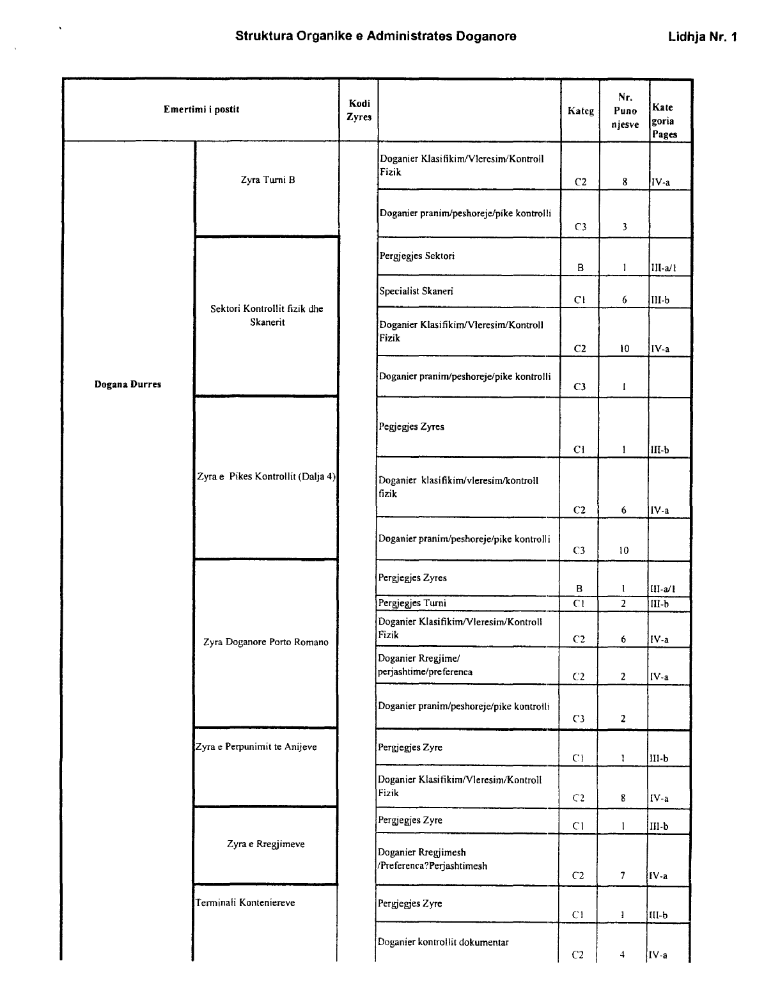 Struktura Organike e Administrates Doganore
Lidhja Nr. 1
Emertimi i postit
Kodi
Zyres
Kateg
Nr.
Puno
njesve
Kate
goria
Pages
Dogana Durres
Zyra Turni B
Doganier Klasifikim/Vleresim/Kontroll
Fizik
C2 8 IV-a
Doganier pranim/peshoreje/pike kontrolli
C3 3
Sektori Kontrollit fizik dhe
Skanerit
Pergjegjes Sektori
B 1 III-a/1
Specialist Skaneri
C1 6 III-b
Doganier Klasifikim/Vleresim/Kontroll
Fizik
C2 10 IV-a
Doganier pranim/peshoreje/pike kontrolli
C3 1
Zyra e Pikes Kontrollit (Dalja 4)
Pegjegjes Zyres
C1 1 III-b
Doganier klasifikim/vleresim/kontroll
fizik
C2 6 IV-a
Doganier pranim/peshoreje/pike kontrolli
C3 10
Zyra Doganore Porto Romano
Pergjegjes Zyres
B 1 III-a/1
Pergjegjes Turni C1 2 III-b
Doganier Klasifikim/Vleresim/Kontroll
Fizik
C2 6 IV-a
Doganier Rregjime/
perjashtime/preferenca
C2 2 IV-a
Doganier pranim/peshoreje/pike kontrolli
C3 2
Zyra e Perpunimit te Anijeve
Pergjegjes Zyre
C1 1 III-b
Doganier Klasifikim/Vleresim/Kontroll
Fizik
C2 8 IV-a
Zyra e Rregjimeve
Pergjegjes Zyre
C1 1 III-b
Doganier Rregjimesh
/Preferenca?Perjashtimesh
C2 7 IV-a
Terminali Konteniereve
Pergjegjes Zyre
C1 1 III-b
Doganier kontrollit dokumentar
C2 4 IV-a